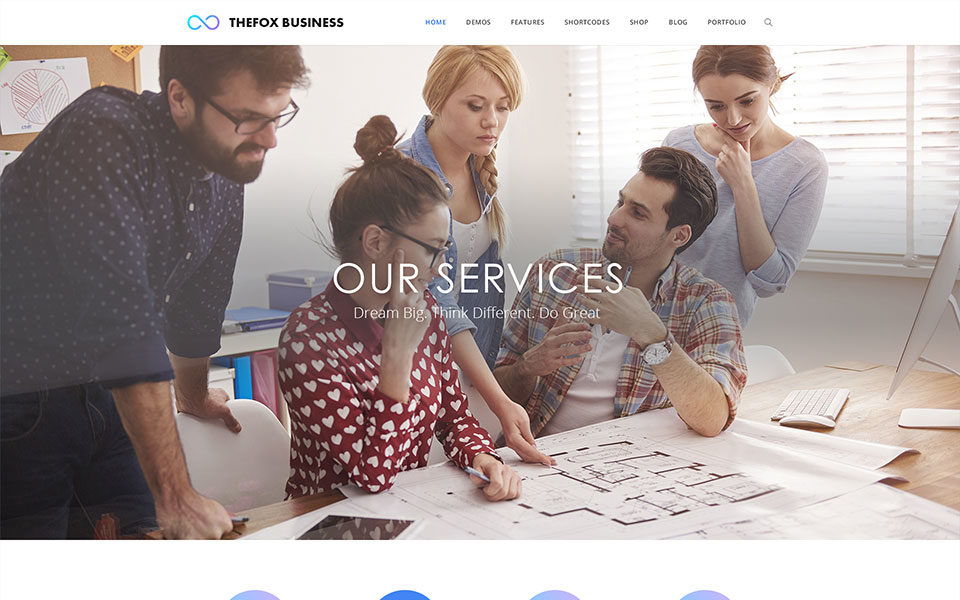 THEFOX BUSINESS
HOME DEMOS FEATURES SHORTCODES SHOP BLOG PORTFOLIO
OUR SERVICES
Dream Big. Think Different. Do Great